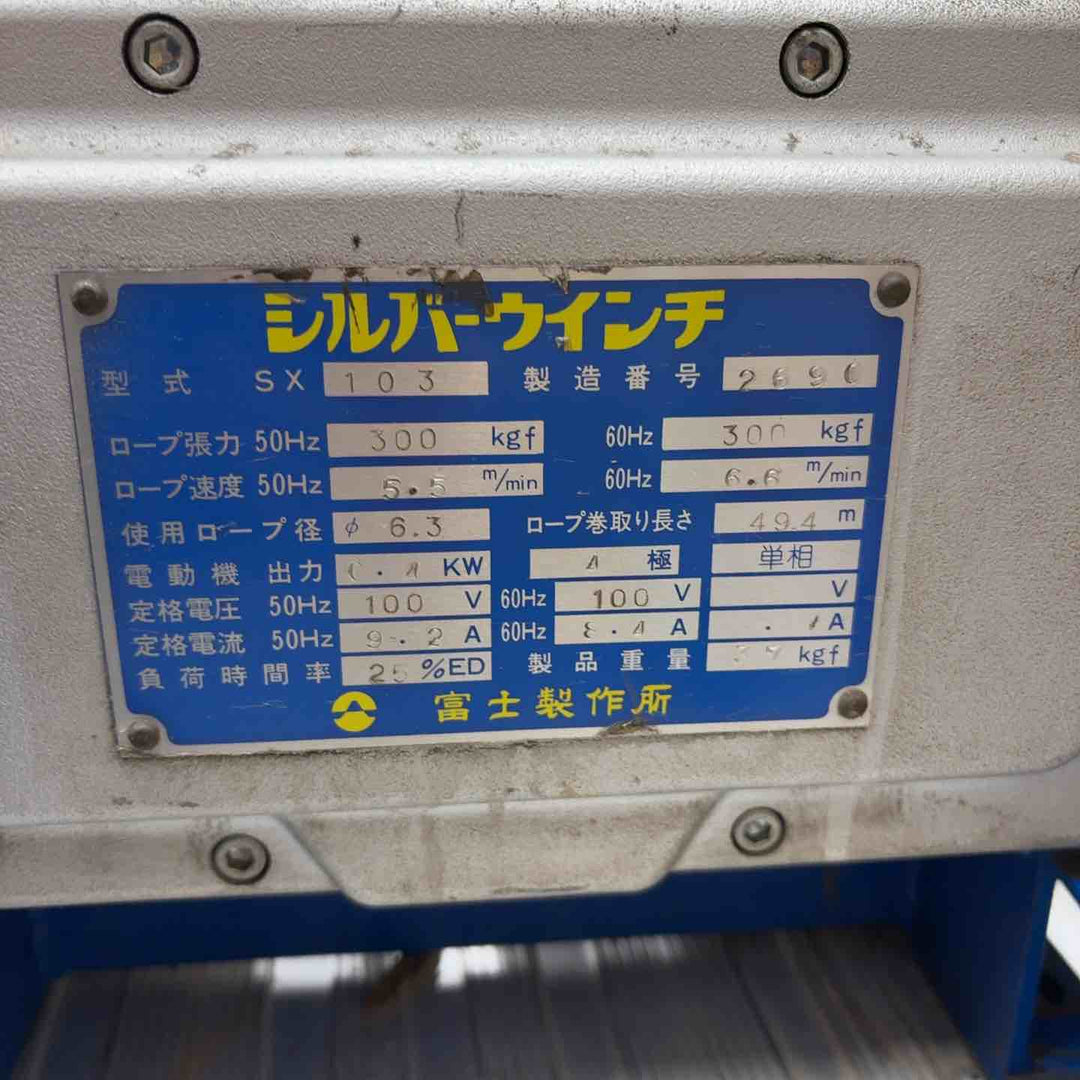 シルバーウインチ
型式 SX 103 製造番号
ロープ張力 50Hz 300 kgf 60Hz 300 kgf
ロープ速度 50Hz 5.5 m/min 60Hz 6.6 m/min
使用ロープ径 φ 6.3 ロープ巻取り長さ 49.4 m
電動機 出力 KW 4 極 単相
定格電圧 50Hz 100 V 60Hz 100 V V
定格電流 50Hz 9.2 A 60Hz 8.4 A A
負荷時間率 25 %ED 製品重量 kgf
富士製作所